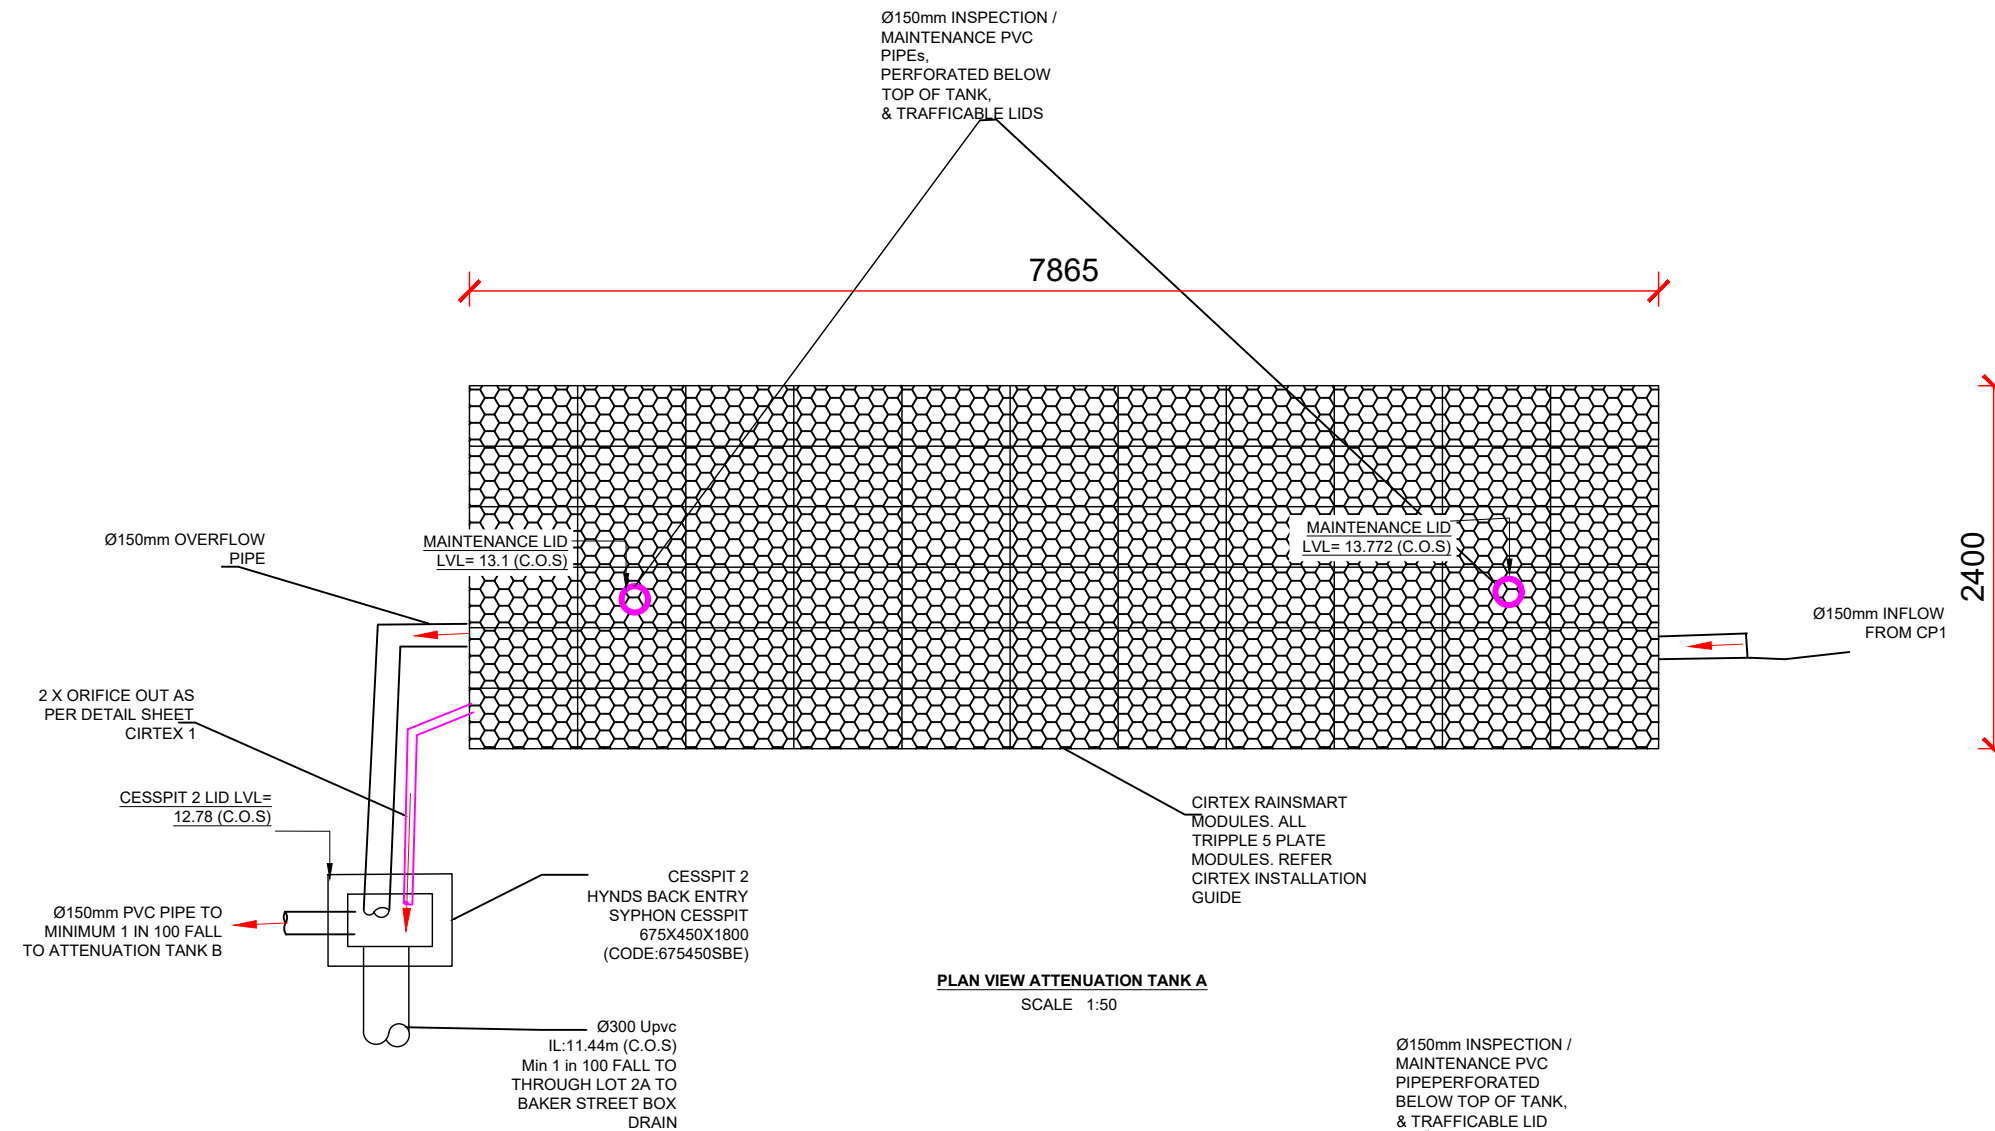 Ø150mm INSPECTION /
MAINTENANCE PVC
PIPEs,
PERFORATED BELOW
TOP OF TANK,
& TRAFFICABLE LIDS
7865
2400
MAINTENANCE LID
LVL= 13.1 (C.O.S)
MAINTENANCE LID
LVL= 13.772 (C.O.S)
Ø150mm OVERFLOW
PIPE
Ø150mm INFLOW
FROM CP1
2 X ORIFICE OUT AS
PER DETAIL SHEET
CIRTEX 1
CESSPIT 2 LID LVL=
12.78 (C.O.S)
CIRTEX RAINSMART
MODULES. ALL
TRIPPLE 5 PLATE
MODULES. REFER
CIRTEX INSTALLATION
GUIDE
CESSPIT 2
HYNDS BACK ENTRY
SYPHON CESSPIT
675X450X1800
(CODE:675450SBE)
Ø150mm PVC PIPE TO
MINIMUM 1 IN 100 FALL
TO ATTENUATION TANK B
PLAN VIEW ATTENUATION TANK A
SCALE 1:50
Ø300 Upvc
IL:11.44m (C.O.S)
Min 1 in 100 FALL TO
THROUGH LOT 2A TO
BAKER STREET BOX
DRAIN
Ø150mm INSPECTION /
MAINTENANCE PVC
PIPEPERFORATED
BELOW TOP OF TANK,
& TRAFFICABLE LID